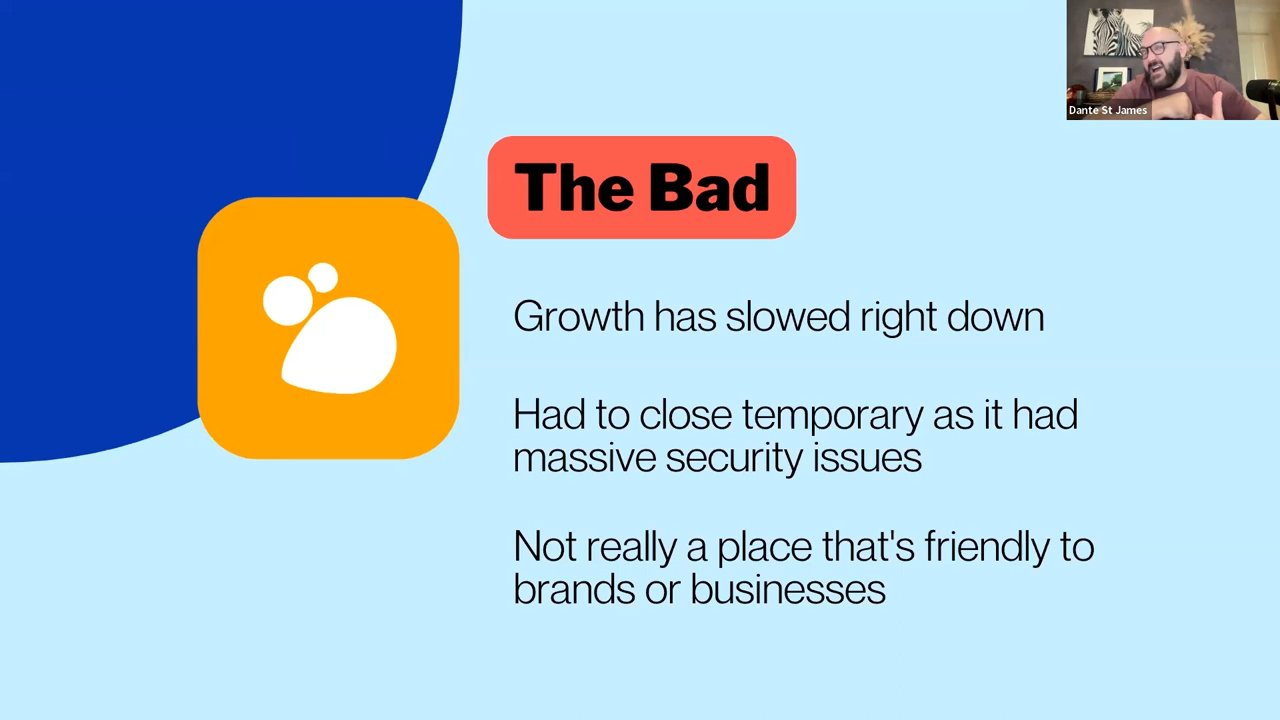 Dante St James
The Bad
Growth has slowed right down
Had to close temporary as it had
massive security issues
Not really a place that's friendly to
brands or businesses